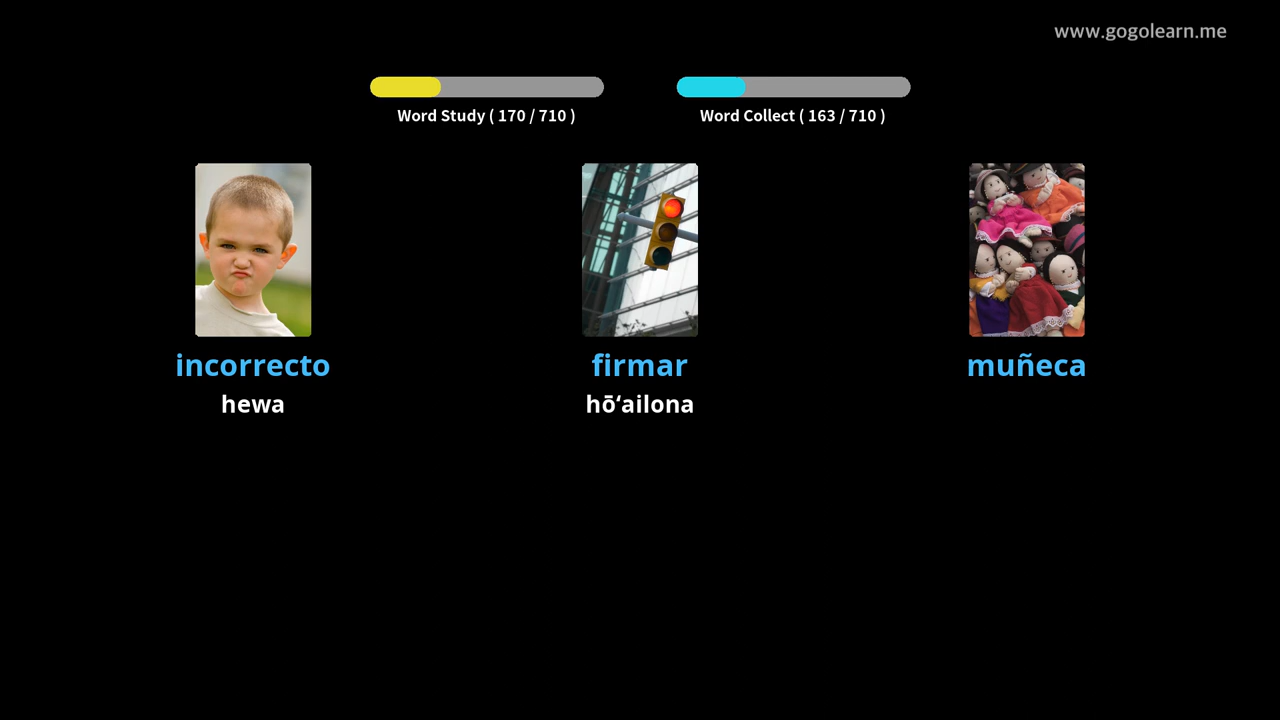 www.gogolearn.me
Word Study ( 170 / 710 )
Word Collect ( 163 / 710 )
incorrecto
hewa
firmar
hōʻailona
muñeca